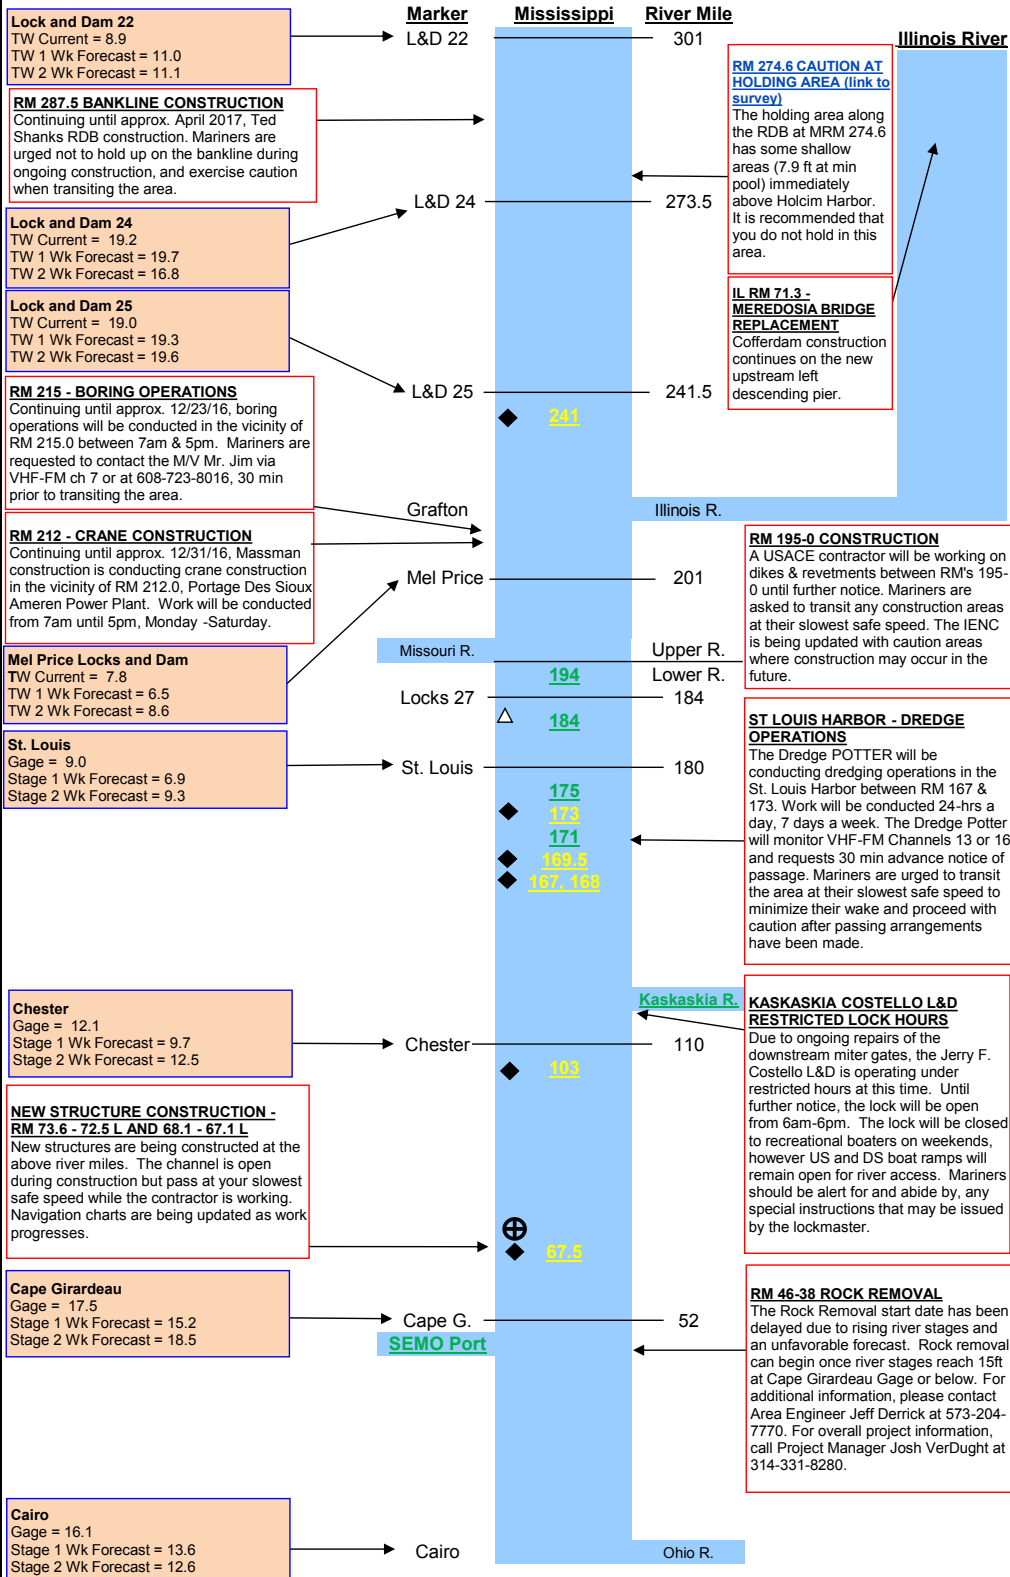 Marker
Mississippi
River Mile
Illinois River
Lock and Dam 22
TW Current = 8.9
TW 1 Wk Forecast = 11.0
TW 2 Wk Forecast = 11.1
L&D 22
301
RM 287.5 BANKLINE CONSTRUCTION
Continuing until approx. April 2017, Ted
Shanks RDB construction. Mariners are
urged not to hold up on the bankline during
ongoing construction, and exercise caution
when transiting the area.
RM 274.6 CAUTION AT
HOLDING AREA (link to
survey)
The holding area along
the RDB at MRM 274.6
has some shallow
areas (7.9 ft at min
pool) immediately
above Holcim Harbor.
It is recommended that
you do not hold in this
area.
L&D 24
273.5
Lock and Dam 24
TW Current =  19.2
TW 1 Wk Forecast = 19.7
TW 2 Wk Forecast = 16.8
Lock and Dam 25
TW Current =  19.0
TW 1 Wk Forecast = 19.3
TW 2 Wk Forecast = 19.6
IL RM 71.3 -
MEREDOSIA BRIDGE
REPLACEMENT
Cofferdam construction
continues on the new
upstream left
descending pier.
L&D 25
241.5
241
RM 215 - BORING OPERATIONS
Continuing until approx. 12/23/16, boring
operations will be conducted in the vicinity of
RM 215.0 between 7am & 5pm.  Mariners are
requested to contact the M/V Mr. Jim via
VHF-FM ch 7 or at 608-723-8016, 30 min
prior to transiting the area.
Grafton
Illinois R.
RM 212 - CRANE CONSTRUCTION
Continuing until approx. 12/31/16, Massman
construction is conducting crane construction
in the vicinity of RM 212.0, Portage Des Sioux
Ameren Power Plant.  Work will be conducted
from 7am until 5pm, Monday -Saturday.
Mel Price
201
RM 195-0 CONSTRUCTION
A USACE contractor will be working on
dikes & revetments between RM's 195-
0 until further notice. Mariners are
asked to transit any construction areas
at their slowest safe speed. The IENC
is being updated with caution areas
where construction may occur in the
future.
Mel Price Locks and Dam
TW Current =  7.8
TW 1 Wk Forecast = 6.5
TW 2 Wk Forecast = 8.6
Missouri R.
Upper R.
Lower R.
194
Locks 27
184
184
St. Louis
Gage =  9.0
Stage 1 Wk Forecast = 6.9
Stage 2 Wk Forecast = 9.3
St. Louis
180
ST LOUIS HARBOR - DREDGE
OPERATIONS
The Dredge POTTER will be
conducting dredging operations in the
St. Louis Harbor between RM 167 &
173. Work will be conducted 24-hrs a
day, 7 days a week. The Dredge Potter
will monitor VHF-FM Channels 13 or 16
and requests 30 min advance notice of
passage. Mariners are urged to transit
the area at their slowest safe speed to
minimize their wake and proceed with
caution after passing arrangements
have been made.
175
173
171
169.5
167, 168
Kaskaskia R.
KASKASKIA COSTELLO L&D
RESTRICTED LOCK HOURS
Due to ongoing repairs of the
downstream miter gates, the Jerry F.
Costello L&D is operating under
restricted hours at this time.  Until
further notice, the lock will be open
from 6am-6pm.  The lock will be closed
to recreational boaters on weekends,
however US and DS boat ramps will
remain open for river access.  Mariners
should be alert for and abide by, any
special instructions that may be issued
by the lockmaster.
Chester
Gage =  12.1
Stage 1 Wk Forecast = 9.7
Stage 2 Wk Forecast = 12.5
Chester
110
103
NEW STRUCTURE CONSTRUCTION -
RM 73.6 - 72.5 L AND 68.1 - 67.1 L
New structures are being constructed at the
above river miles.  The channel is open
during construction but pass at your slowest
safe speed while the contractor is working.
Navigation charts are being updated as work
progresses.
67.5
Cape Girardeau
Gage =  17.5
Stage 1 Wk Forecast = 15.2
Stage 2 Wk Forecast = 18.5
Cape G.
52
SEMO Port
RM 46-38 ROCK REMOVAL
The Rock Removal start date has been
delayed due to rising river stages and
an unfavorable forecast.  Rock removal
can begin once river stages reach 15ft
at Cape Girardeau Gage or below. For
additional information, please contact
Area Engineer Jeff Derrick at 573-204-
7770. For overall project information,
call Project Manager Josh VerDught at
314-331-8280.
Cairo
Gage = 16.1
Stage 1 Wk Forecast = 13.6
Stage 2 Wk Forecast = 12.6
Cairo
Ohio R.